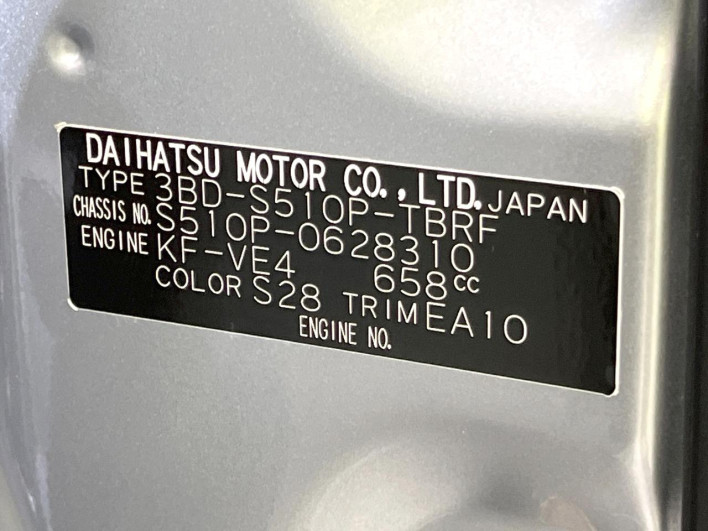 DAIHATSU MOTOR CO., LTD. JAPAN
TYPE 3BD-S510P-TBRF
CHASSIS NO. S510P-0628310
ENGINE KF-VE4 658cc
COLOR S28 TRIM EA10
ENGINE NO.